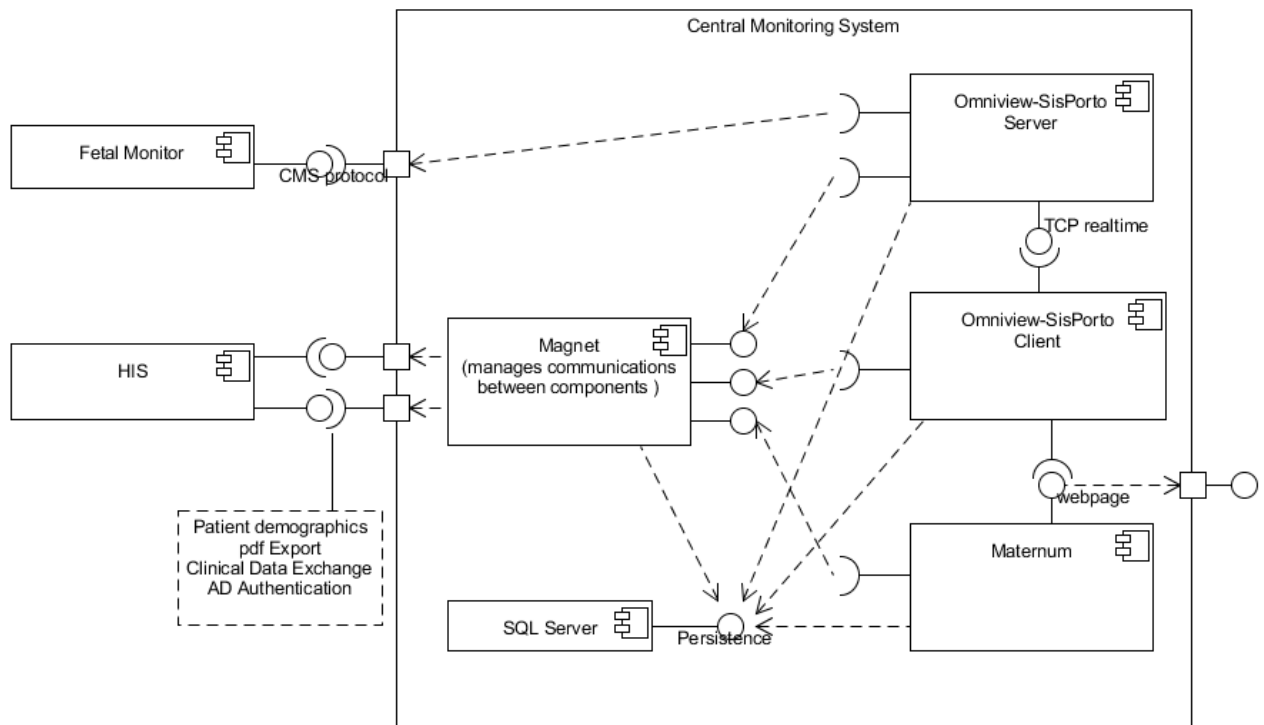 Central Monitoring System
Omniview-SisPorto
Server
Fetal Monitor
CMS protocol
TCP realtime
Omniview-SisPorto
Client
Magnet
(manages communications
between components )
HIS
webpage
Patient demographics
pdf Export
Clinical Data Exchange
AD Authentication
Maternum
SQL Server
Persistence